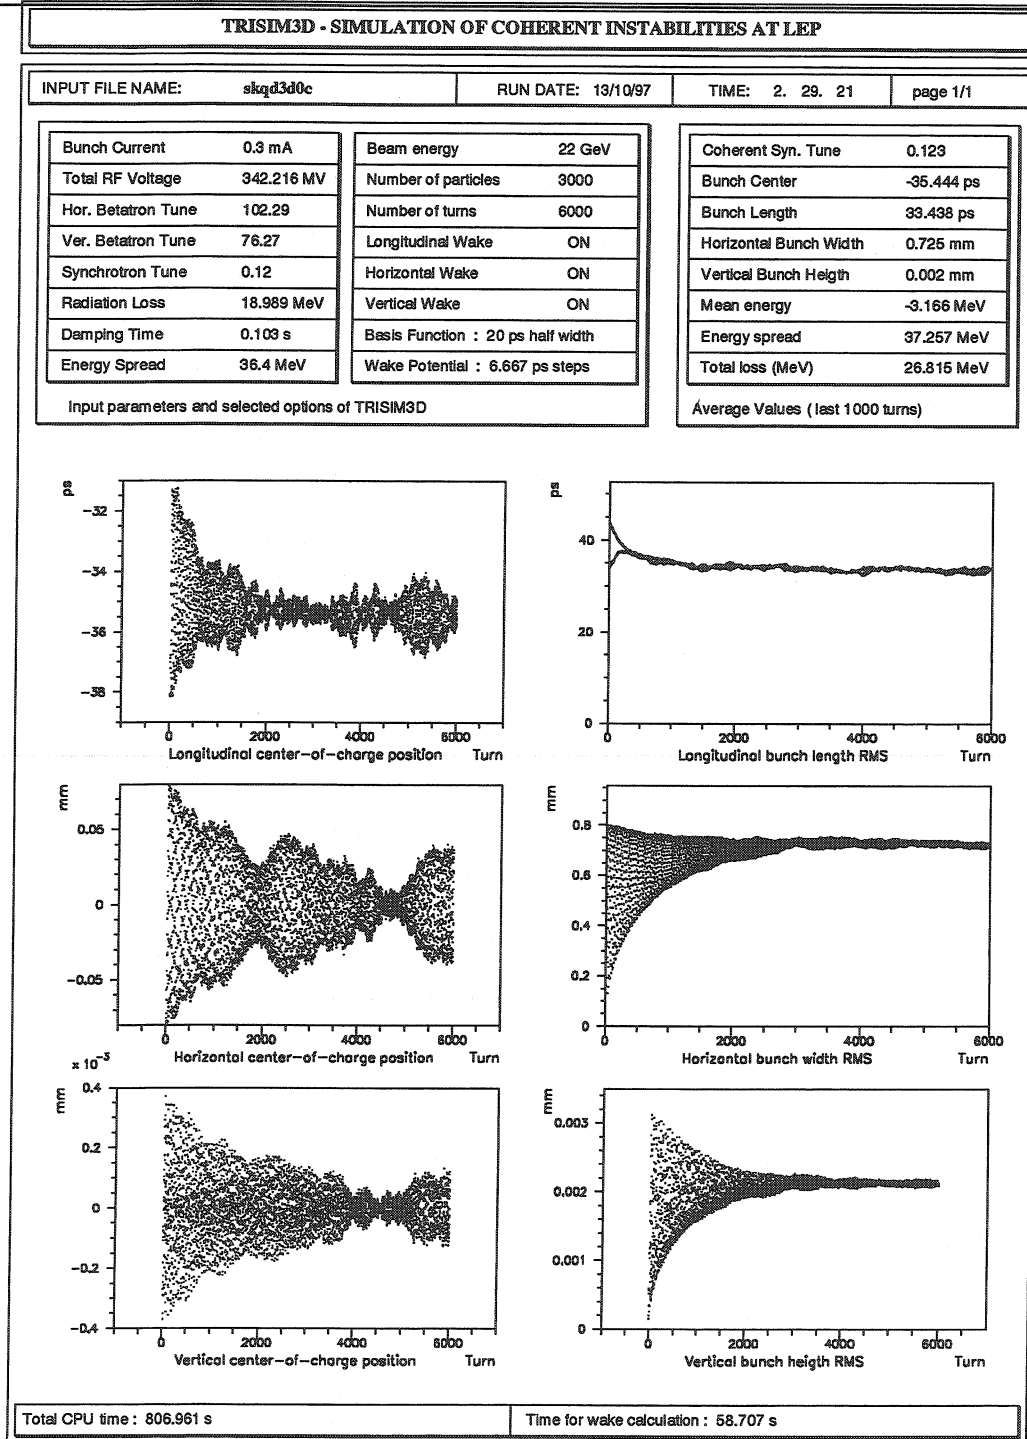 TRISIM3D - SIMULATION OF COHERENT INSTABILITIES AT LEP
INPUT FILE NAME: skqd3d0c RUN DATE: 13/10/97 TIME: 2. 29. 21 page 1/1
Bunch Current 0.3 mA
Total RF Voltage 342.216 MV
Hor. Betatron Tune 102.29
Ver. Betatron Tune 76.27
Synchrotron Tune 0.12
Radiation Loss 18.989 MeV
Damping Time 0.103 s
Energy Spread 36.4 MeV
Beam energy 22 GeV
Number of particles 3000
Number of turns 6000
Longitudinal Wake ON
Horizontal Wake ON
Vertical Wake ON
Basis Function : 20 ps half width
Wake Potential : 6.667 ps steps
Input parameters and selected options of TRISIM3D
Coherent Syn. Tune 0.123
Bunch Center -35.444 ps
Bunch Length 33.438 ps
Horizontal Bunch Width 0.725 mm
Vertical Bunch Heigth 0.002 mm
Mean energy -3.166 MeV
Energy spread 37.257 MeV
Total loss (MeV) 26.815 MeV
Average Values ( last 1000 turns)
ps
-32
-34
-36
-38
0 2000 4000 6000
Longitudinal center-of-charge position Turn
ps
40
20
0
0 2000 4000 6000
Longitudinal bunch length RMS Turn
mm
0.05
0
-0.05
0 2000 4000 6000
Horizontal center-of-charge position Turn
mm
0.8
0.6
0.4
0.2
0
0 2000 4000 6000
Horizontal bunch width RMS Turn
x 10^-3
mm
0.4
0.2
0
-0.2
-0.4
0 2000 4000 6000
Vertical center-of-charge position Turn
mm
0.003
0.002
0.001
0
0 2000 4000 6000
Vertical bunch heigth RMS Turn
Total CPU time : 806.961 s Time for wake calculation : 58.707 s